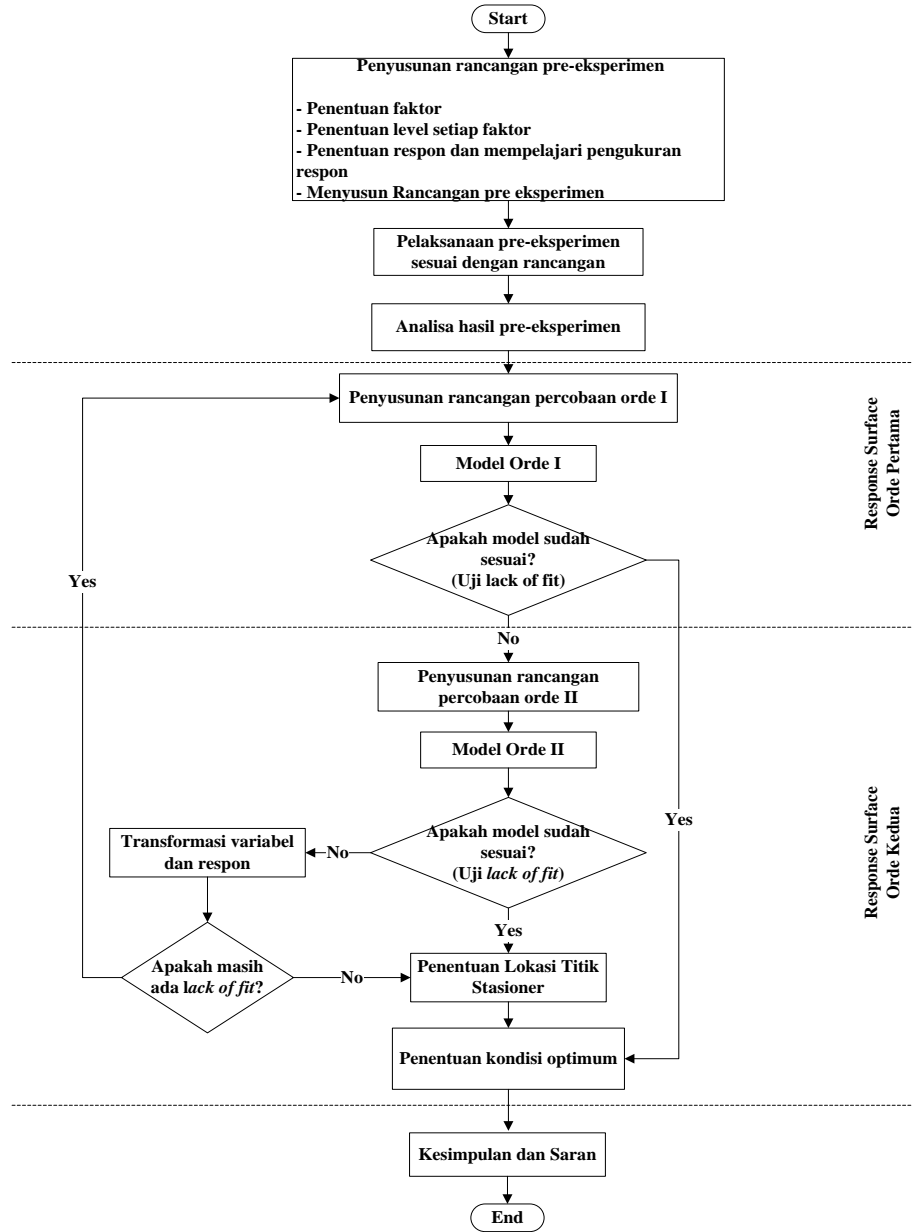 Start
Penyusunan rancangan pre-eksperimen
- Penentuan faktor
- Penentuan level setiap faktor
- Penentuan respon dan mempelajari pengukuran
respon
- Menyusun Rancangan pre eksperimen
Pelaksanaan pre-eksperimen
sesuai dengan rancangan
Analisa hasil pre-eksperimen
Penyusunan rancangan percobaan orde I
Model Orde I
Apakah model sudah
sesuai?
(Uji lack of fit)
Yes
Response Surface
Orde Pertama
No
Penyusunan rancangan
percobaan orde II
Model Orde II
Apakah model sudah
sesuai?
(Uji lack of fit)
Yes
No
Transformasi variabel
dan respon
Yes
Response Surface
Orde Kedua
Apakah masih
ada lack of fit?
No
Penentuan Lokasi Titik
Stasioner
Penentuan kondisi optimum
Kesimpulan dan Saran
End